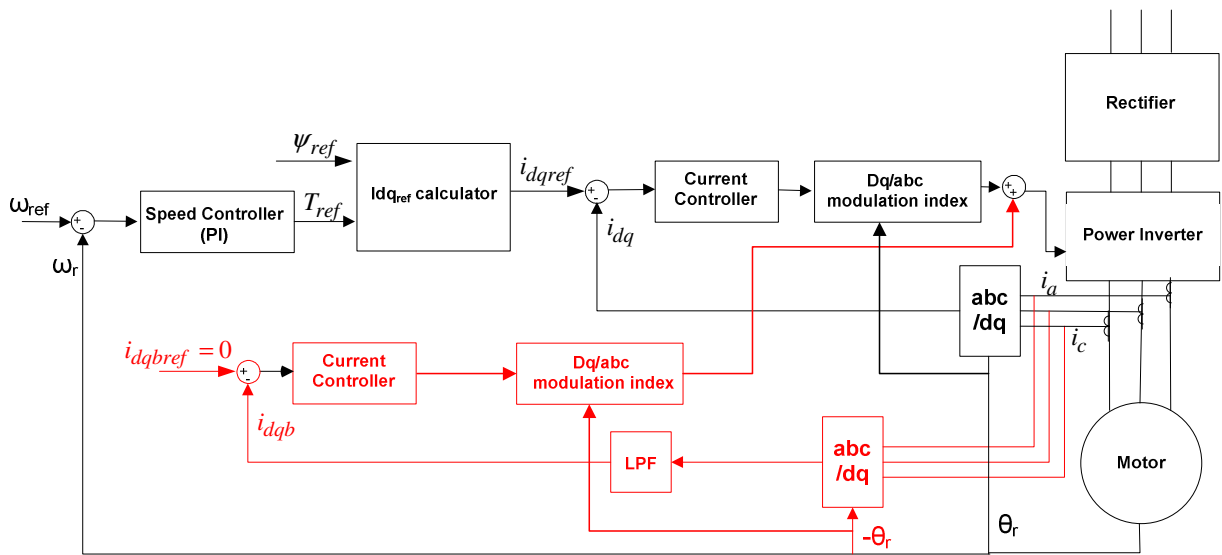 Rectifier
ψref
idqref
Idqref calculator
Current
Controller
Dq/abc
modulation index
+
+
+
-
ωref
+
-
Speed Controller
(PI)
Tref
idq
Power Inverter
ωr
abc
/dq
ia
ic
idqbref = 0
+
-
Current
Controller
Dq/abc
modulation index
idqb
LPF
abc
/dq
Motor
-θr
θr